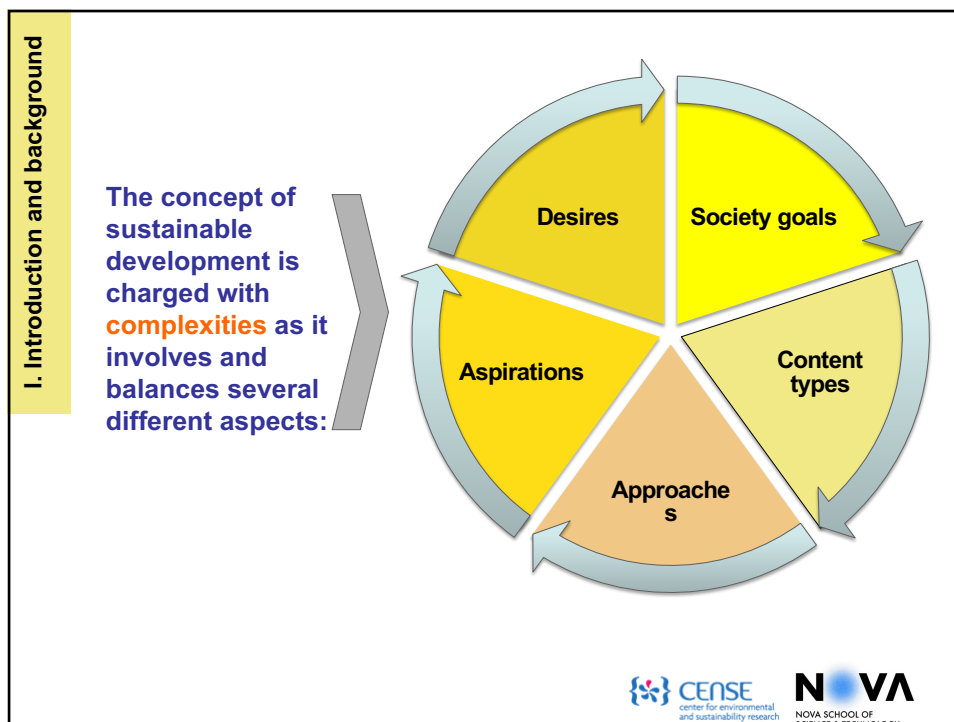 I. Introduction and background
The concept of
sustainable
development is
charged with
complexities as it
involves and
balances several
different aspects:
Desires
Society goals
Content
types
Approache
s
Aspirations
CENSE
center for environmental
and sustainability research
NOVA
NOVA SCHOOL OF
SCIENCE & TECHNOLOGY